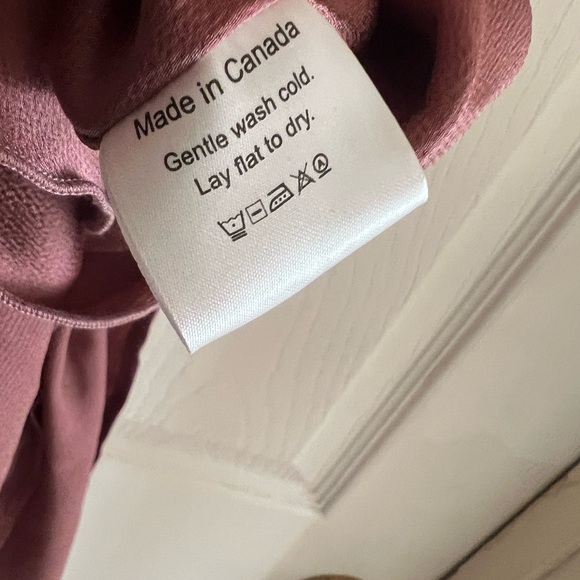 Made in Canada
Gentle wash cold.
Lay flat to dry.